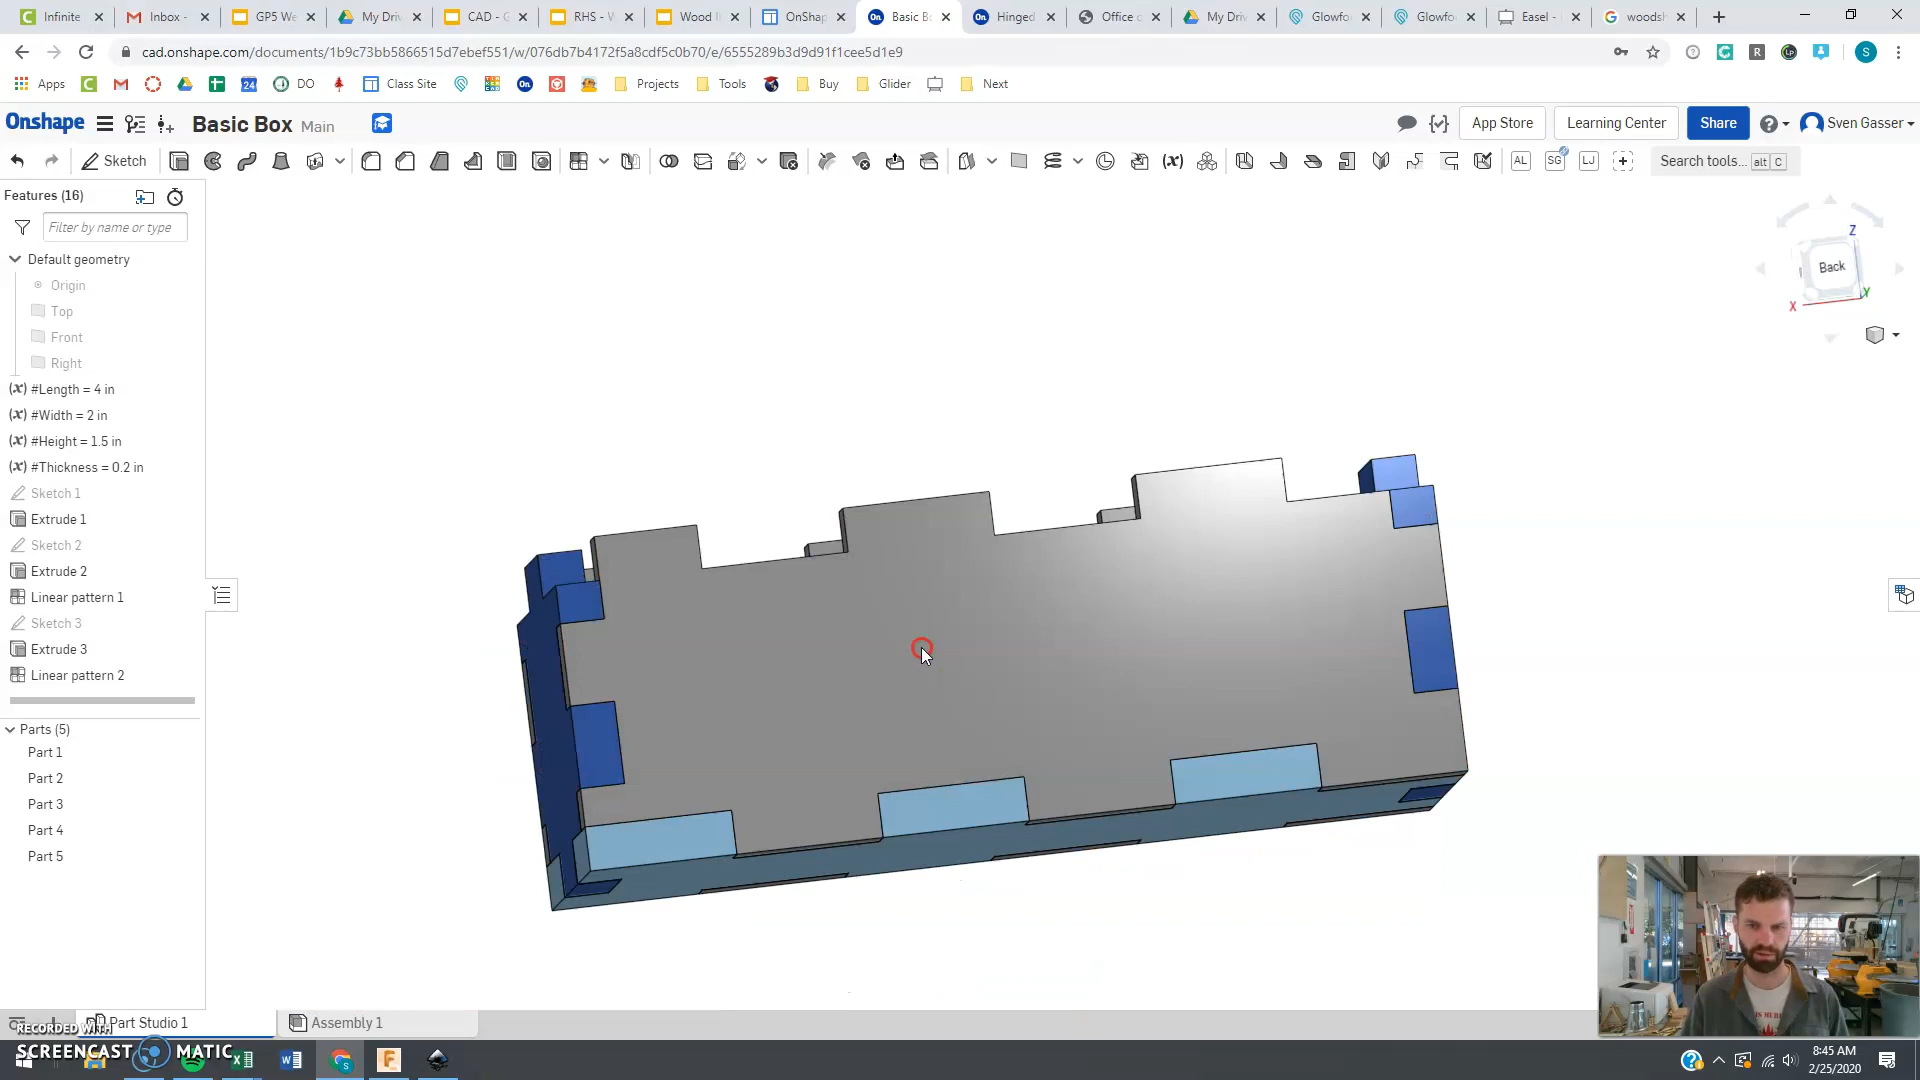 Infinite
Inbox -
GP5 We
My Driv
CAD - G
RHS - W
Wood I
OnShap
Basic Bo
Hinged
Office o
My Driv
Glowfo
Glowfo
Easel -
woodsh
cad.onshape.com/documents/1b9c73bb5866515d7ebef551/w/076db7b4172f5a8cdf5c0b70/e/6555289b3d9d91f1cee5d1e9
Apps
DO
Class Site
Projects
Tools
Buy
Glider
Next
Onshape
Basic Box Main
App Store
Learning Center
Share
Sven Gasser
Sketch
AL
SG
LJ
Search tools... alt C
Features (16)
Filter by name or type
Default geometry
Origin
Top
Front
Right
(x) #Length = 4 in
(x) #Width = 2 in
(x) #Height = 1.5 in
(x) #Thickness = 0.2 in
Sketch 1
Extrude 1
Sketch 2
Extrude 2
Linear pattern 1
Sketch 3
Extrude 3
Linear pattern 2
Parts (5)
Part 1
Part 2
Part 3
Part 4
Part 5
Z
Back
X
Y
Part Studio 1
Assembly 1
RECORDED WITH
SCREENCAST MATIC
8:45 AM
2/25/2020